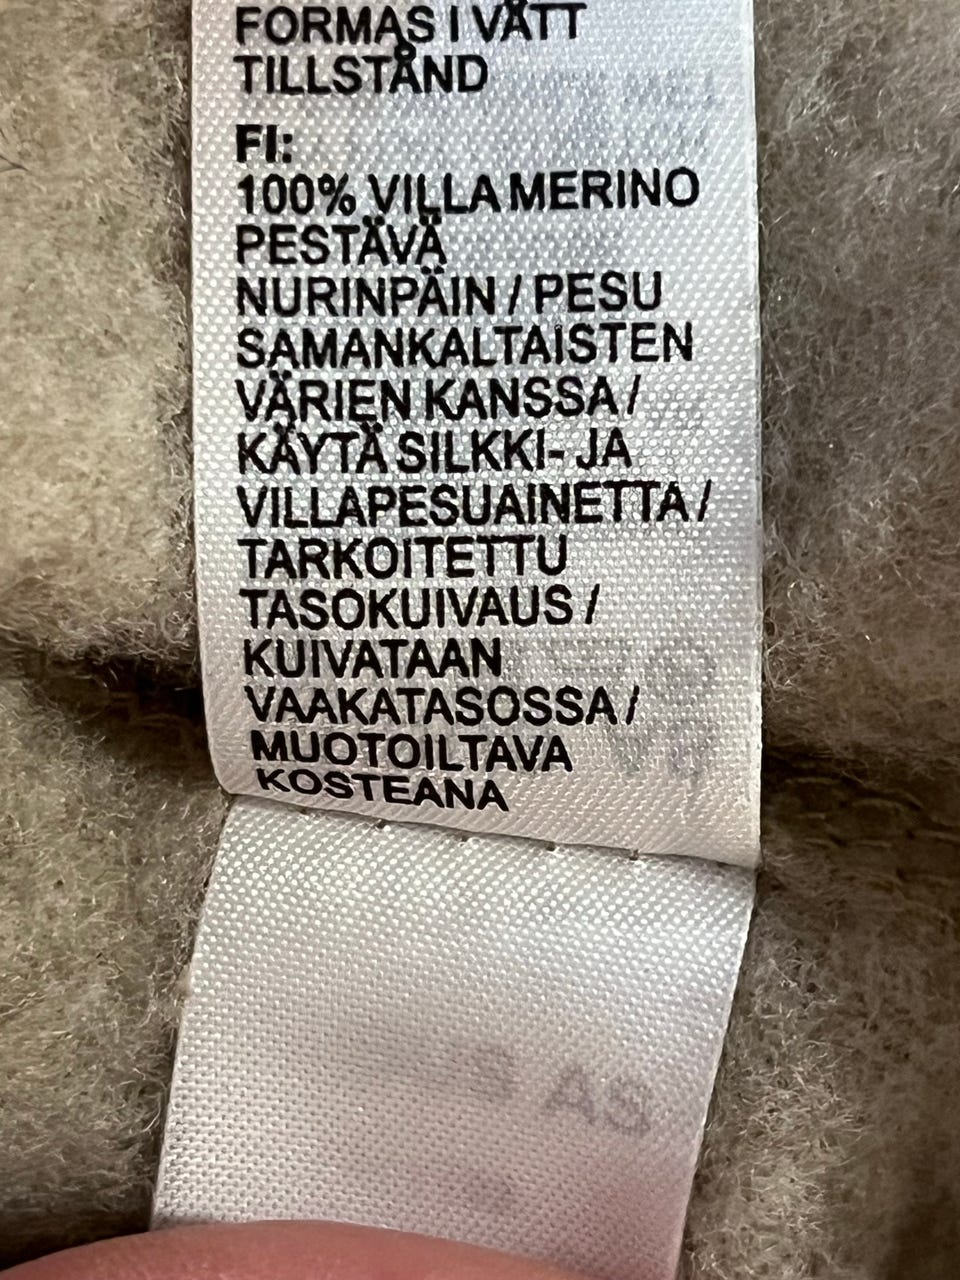 FORMAS I VÅTT
TILLSTÅND
FI:
100% VILLA MERINO
PESTÄVÄ
NURINPÄIN / PESU
SAMANKALTAISTEN
VÄRIEN KANSSA /
KÄYTÄ SILKKI- JA
VILLAPESUAINETTA /
TARKOITETTU
TASOKUIVAUS /
KUIVATAAN
VAAKATASOSSA /
MUOTOILTAVA
KOSTEANA